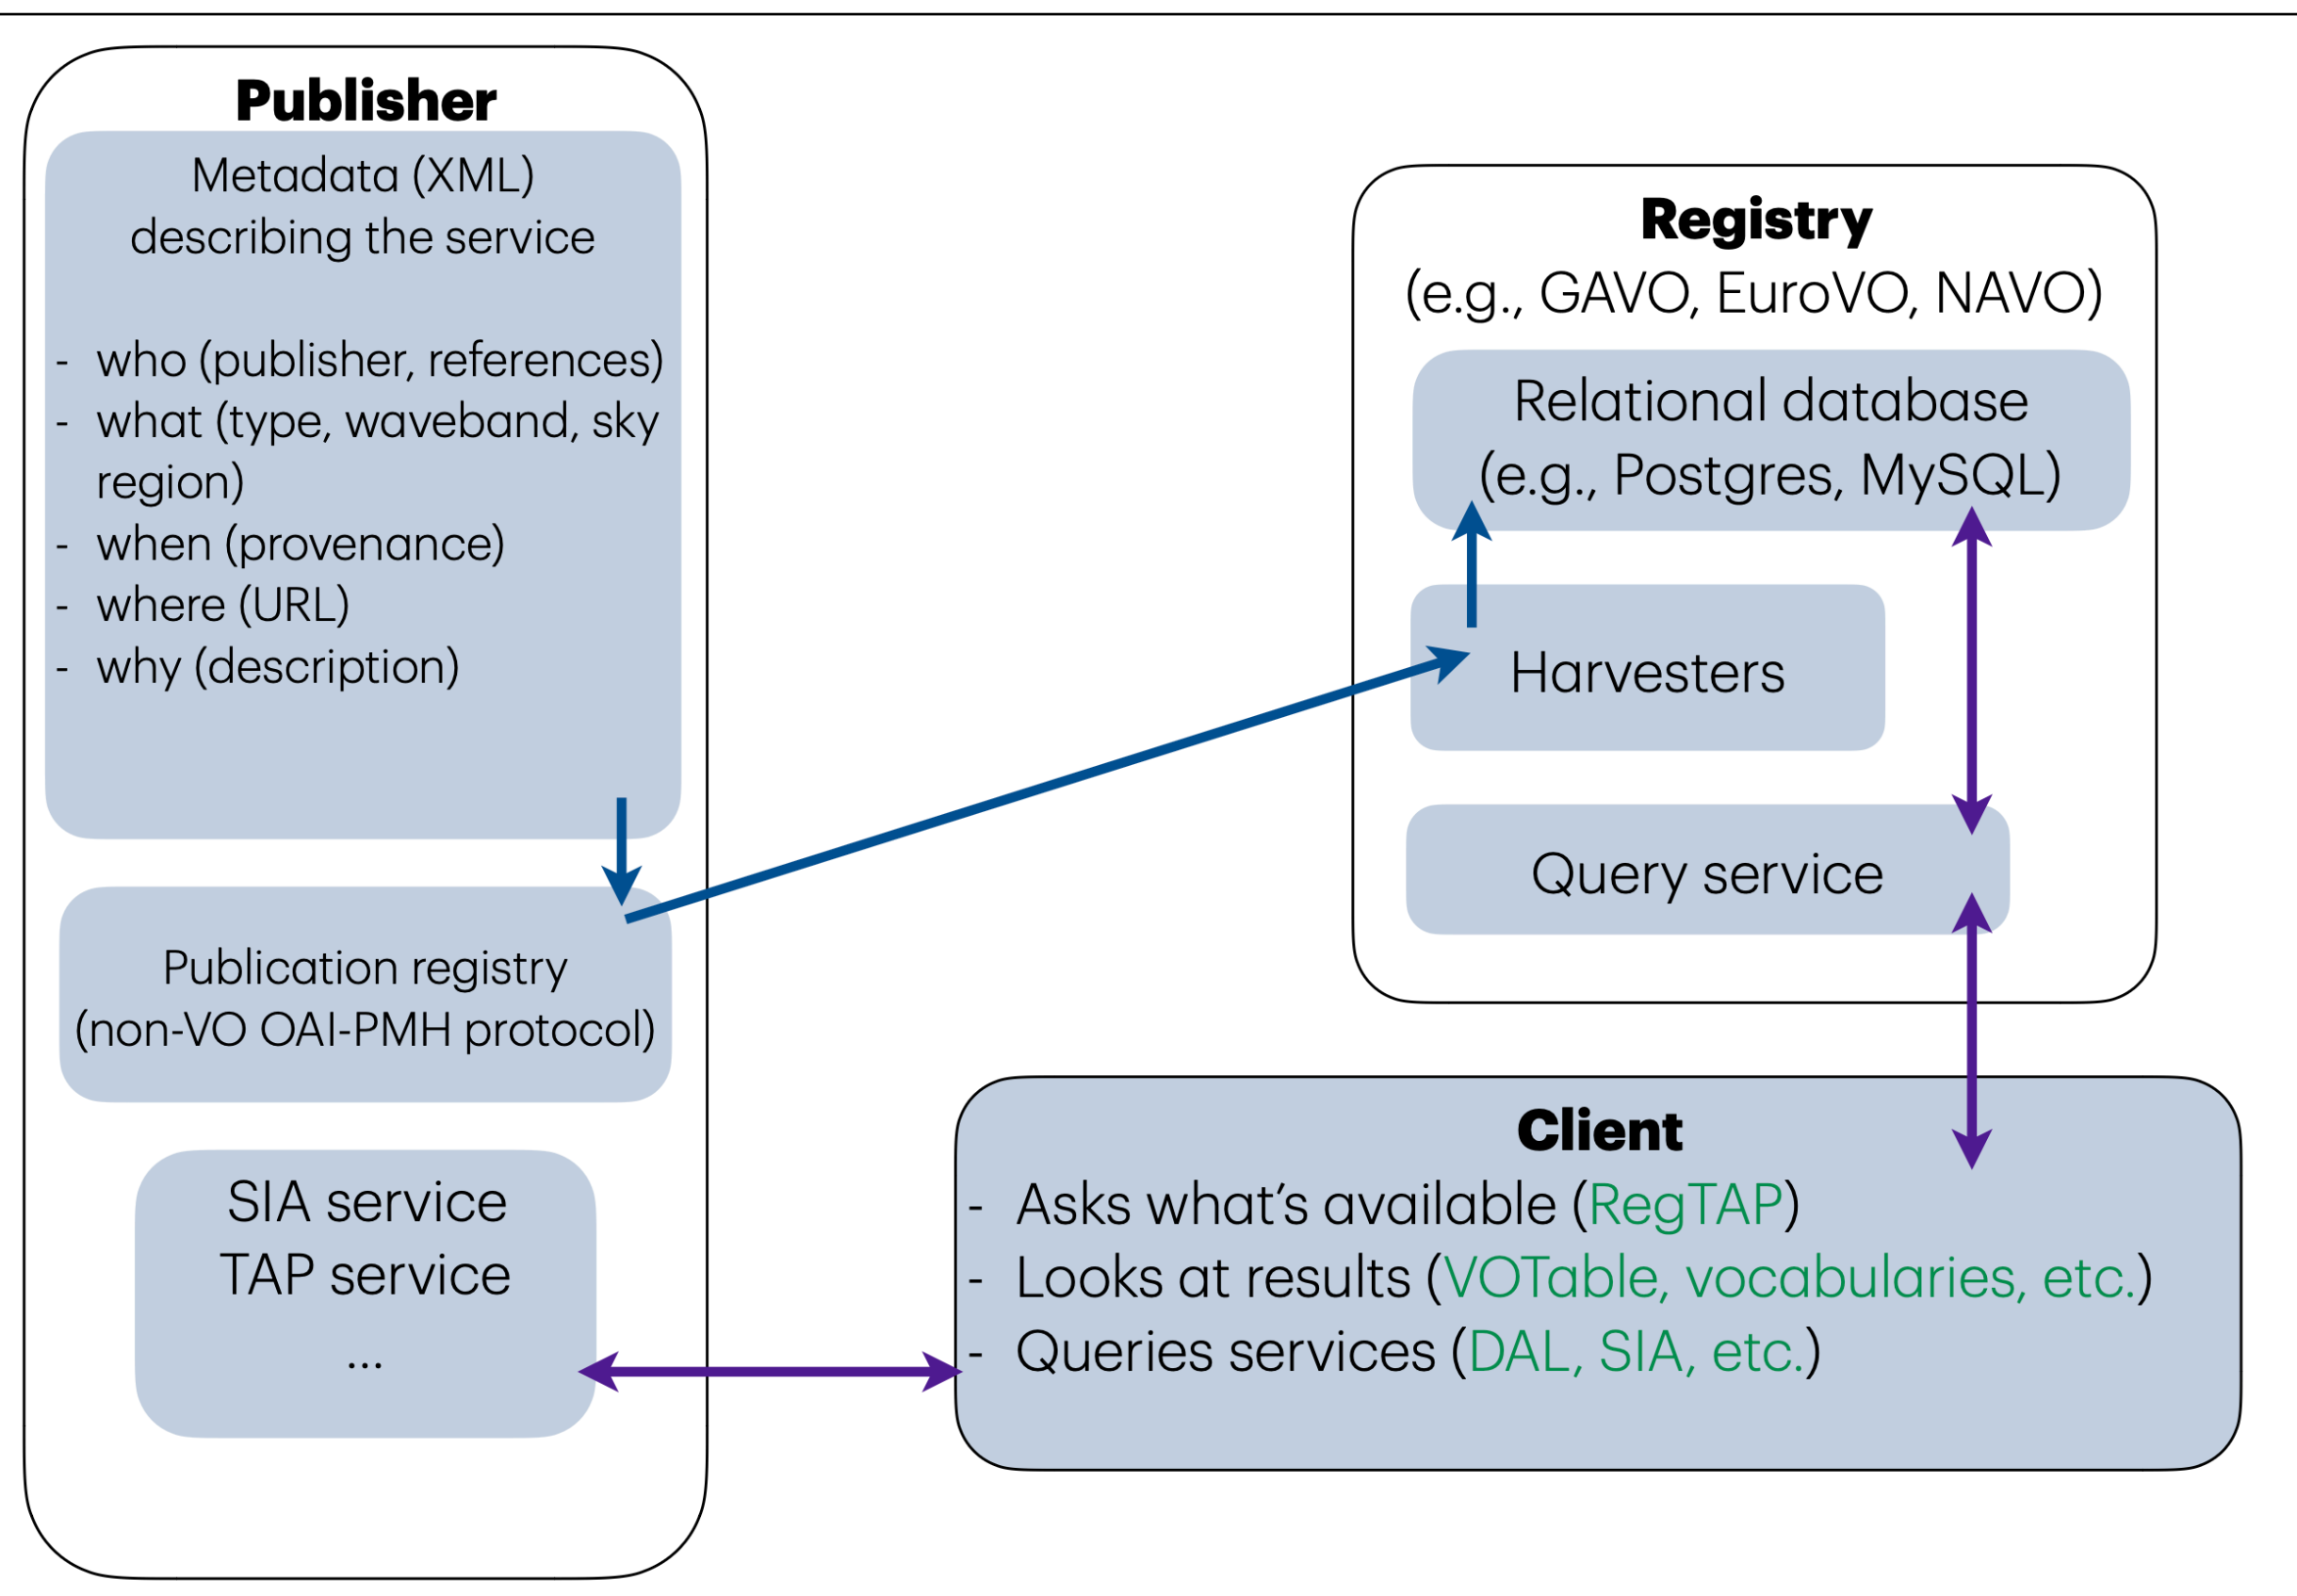 Publisher
Metadata (XML)
describing the service
- who (publisher, references)
- what (type, waveband, sky
region)
- when (provenance)
- where (URL)
- why (description)
Publication registry
(non-VO OAI-PMH protocol)
SIA service
TAP service
...
Registry
(e.g., GAVO, EuroVO, NAVO)
Relational database
(e.g., Postgres, MySQL)
Harvesters
Query service
Client
- Asks what’s available (RegTAP)
- Looks at results (VOTable, vocabularies, etc.)
- Queries services (DAL, SIA, etc.)